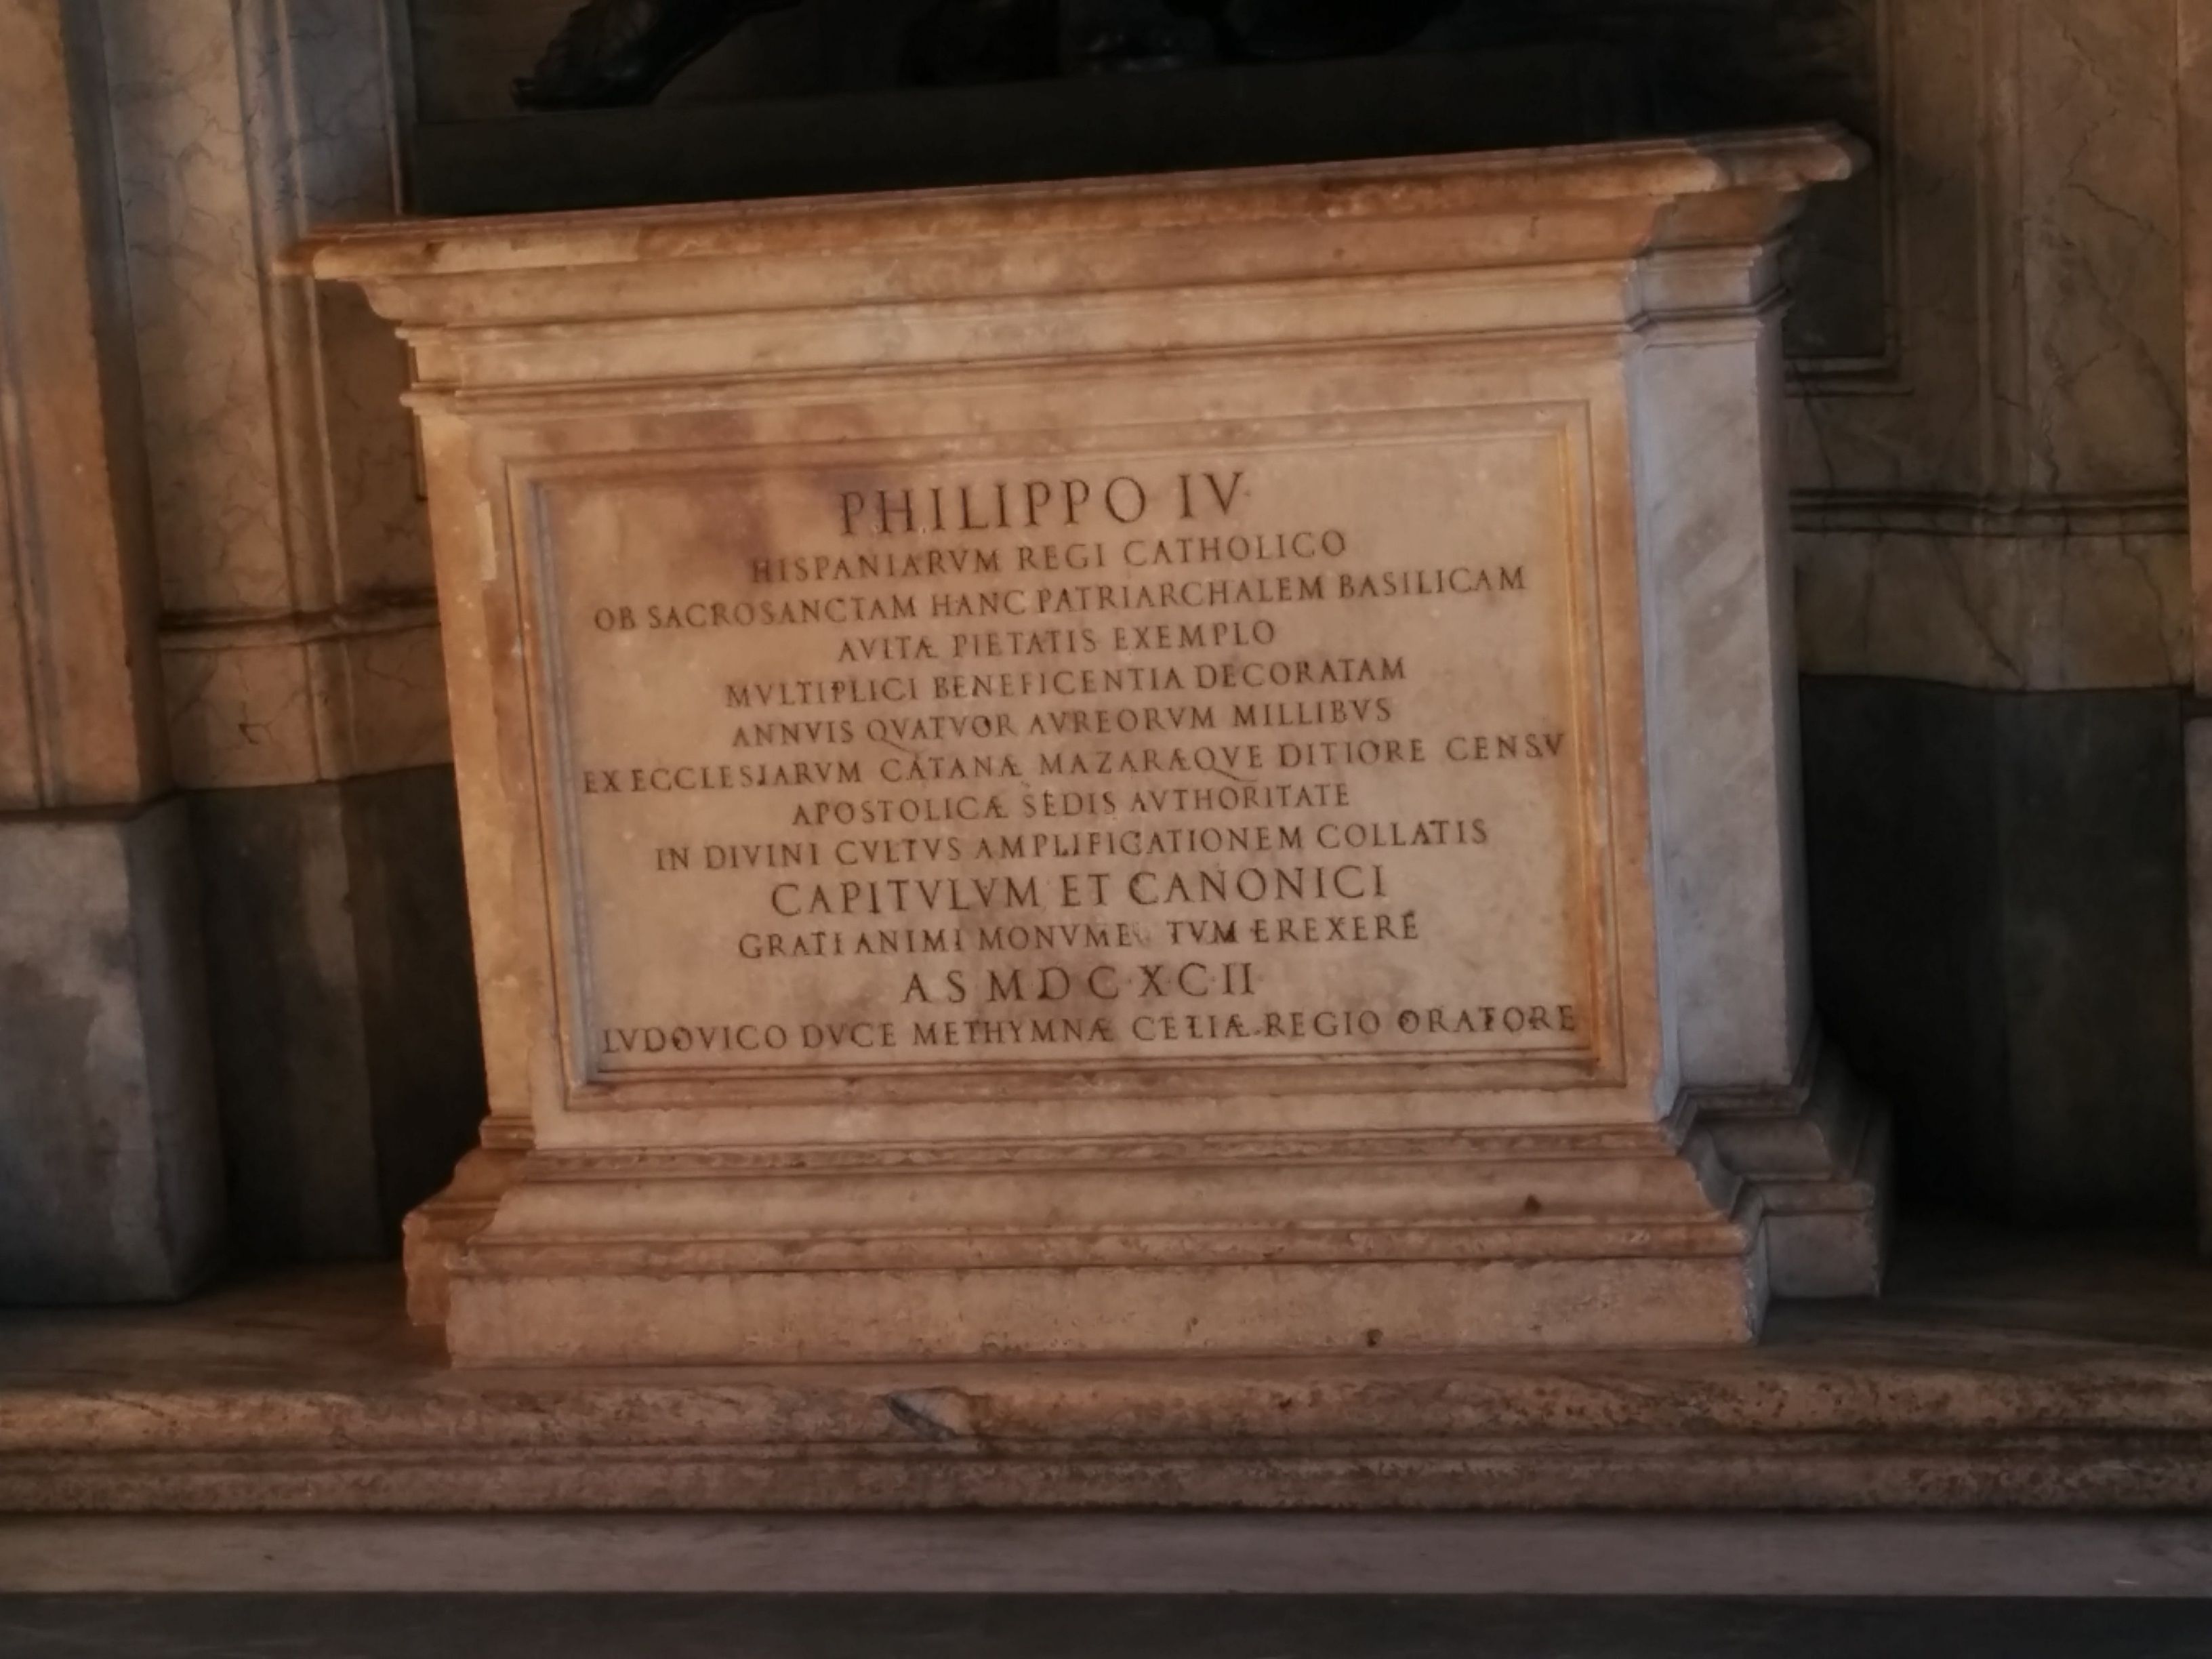 PHILIPPO IV
HISPANIARVM REGI CATHOLICO
OB SACROSANCTAM HANC PATRIARCHALEM BASILICAM
AVITÆ PIETATIS EXEMPLO
MVLTIPLICI BENEFICENTIA DECORATAM
ANNVIS QVATVOR AVREORVM MILLIBVS
EX ECCLESIARVM CATANÆ MAZARÆQVE DITIORE CENSV
APOSTOLICÆ SEDIS AVTHORITATE
IN DIVINI CVLTVS AMPLIFICATIONEM COLLATIS
CAPITVLVM ET CANONICI
GRATI ANIMI MONVME TVM EREXERE
A S M D C·X·C·II
LVDOVICO DVCE METHYMNÆ CELIÆ REGIO ORATORE